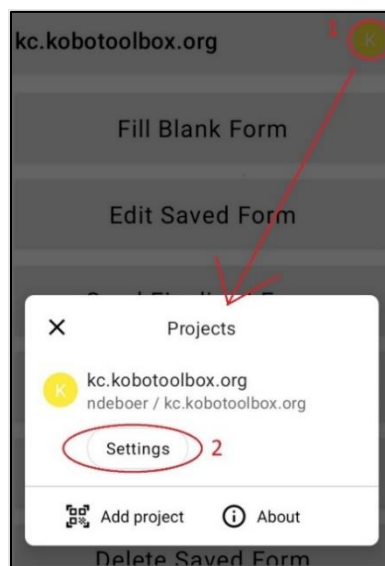 kc.kobotoolbox.org
1
K
Fill Blank Form
Edit Saved Form
Projects
K
kc.kobotoolbox.org
ndeboer / kc.kobotoolbox.org
Settings
2
Add project
About
Delete Saved Form